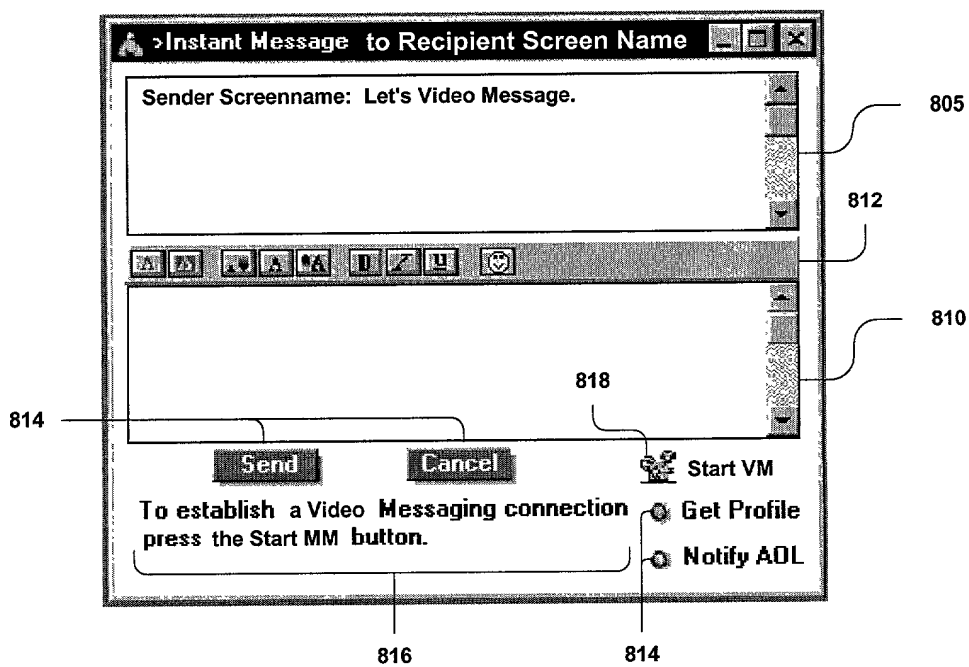 >Instant Message to Recipient Screen Name
Sender Screenname: Let's Video Message.
805
812
810
818
814
Send
Cancel
Start VM
To establish a Video Messaging connection
press the Start MM button.
Get Profile
Notify AOL
816
814